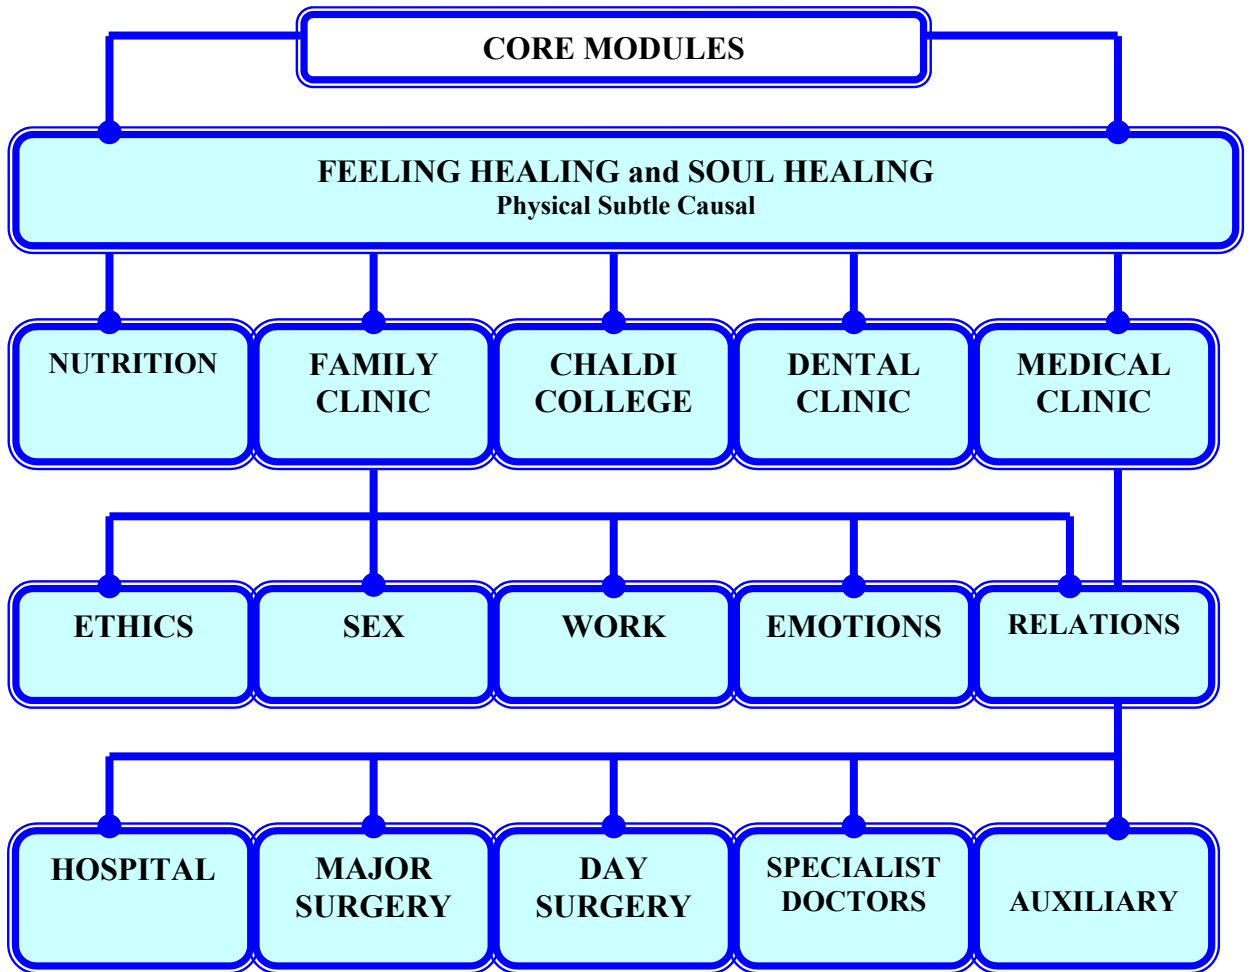 CORE MODULES
FEELING HEALING and SOUL HEALING
Physical Subtle Causal
NUTRITION
FAMILY
CLINIC
CHALDI
COLLEGE
DENTAL
CLINIC
MEDICAL
CLINIC
ETHICS
SEX
WORK
EMOTIONS
RELATIONS
HOSPITAL
MAJOR
SURGERY
DAY
SURGERY
SPECIALIST
DOCTORS
AUXILIARY